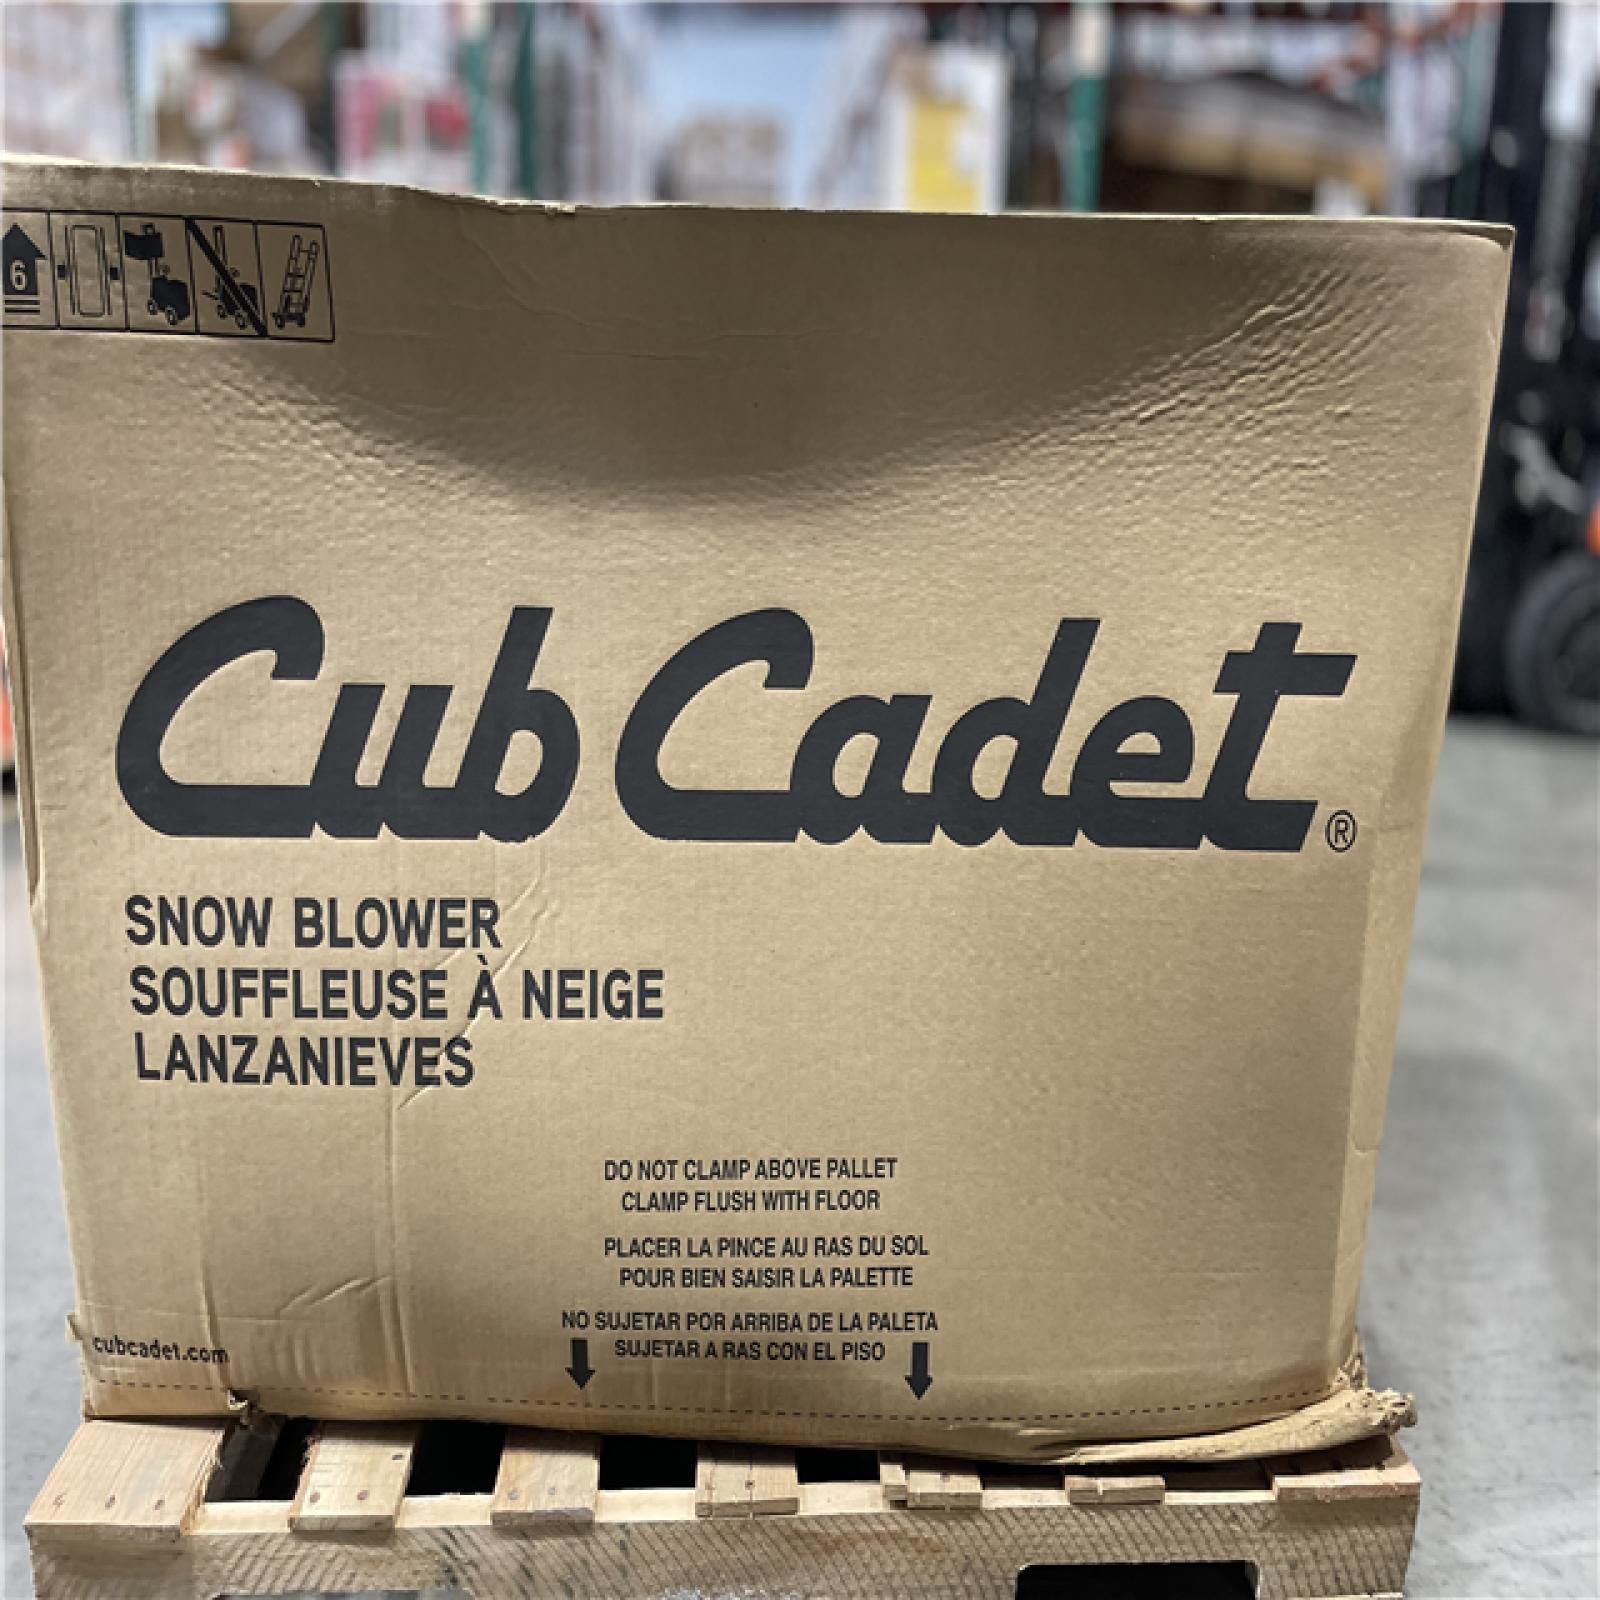 6
Cub Cadet®
SNOW BLOWER
SOUFFLEUSE À NEIGE
LANZANIEVES
DO NOT CLAMP ABOVE PALLET
CLAMP FLUSH WITH FLOOR
PLACER LA PINCE AU RAS DU SOL
POUR BIEN SAISIR LA PALETTE
NO SUJETAR POR ARRIBA DE LA PALETA
SUJETAR A RAS CON EL PISO
cubcadet.com